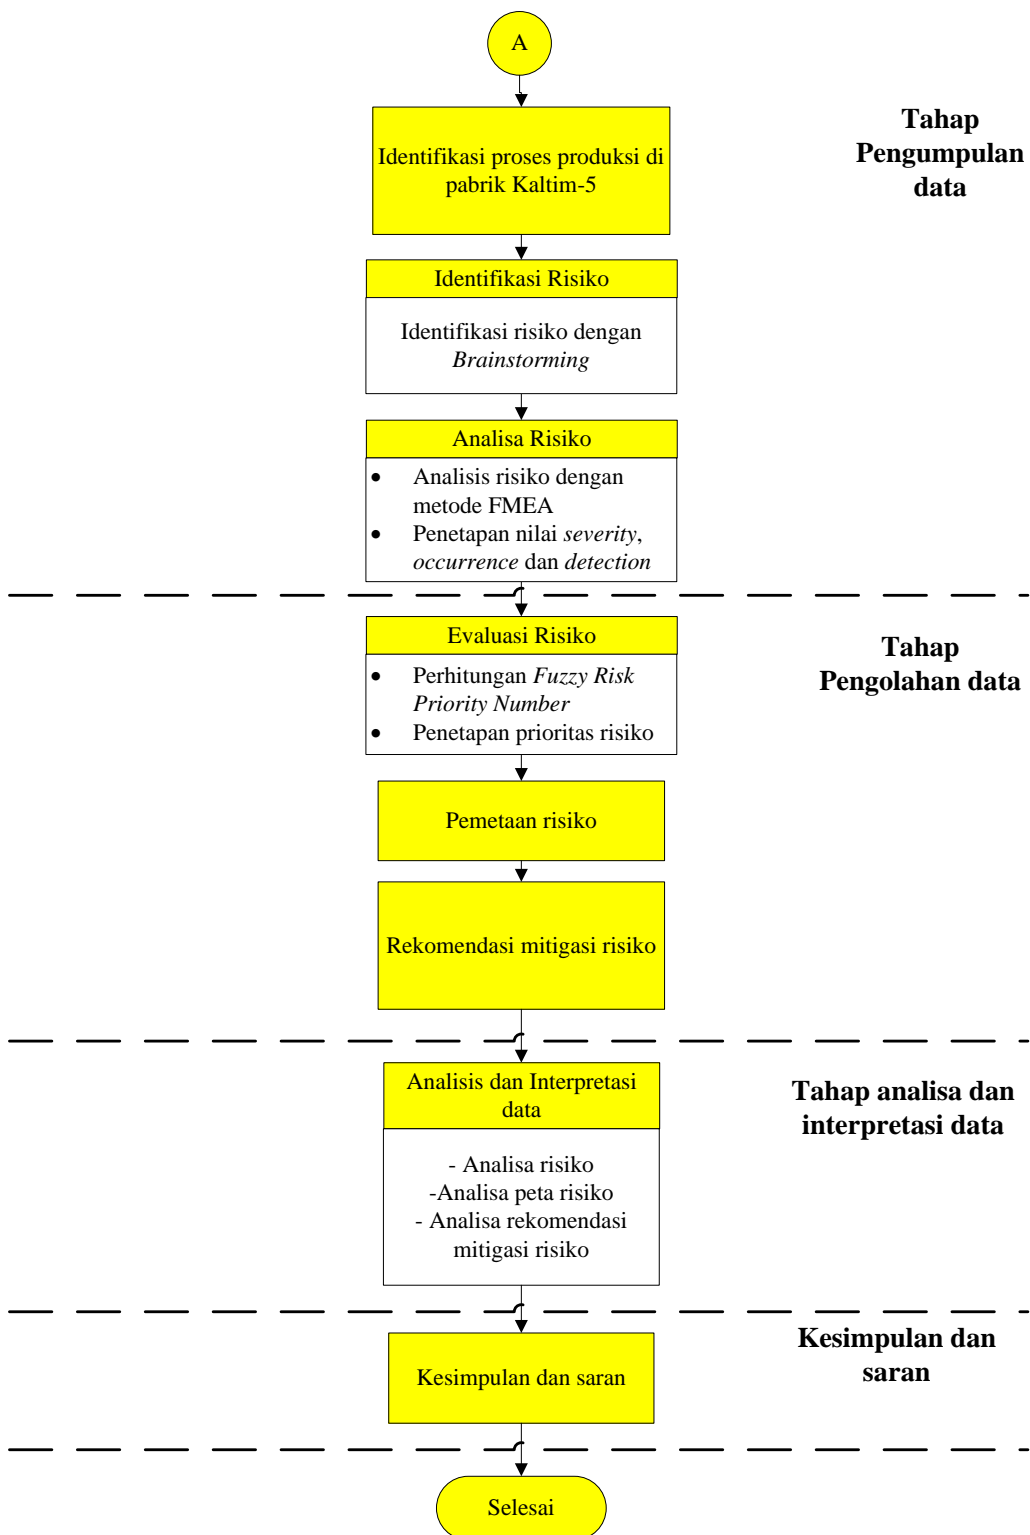 A
Tahap
Pengumpulan
data
Identifikasi proses produksi di
pabrik Kaltim-5
Identifikasi Risiko
Identifikasi risiko dengan
Brainstorming
Analisa Risiko
• Analisis risiko dengan
metode FMEA
• Penetapan nilai severity,
occurrence dan detection
Evaluasi Risiko
Tahap
Pengolahan data
• Perhitungan Fuzzy Risk
Priority Number
• Penetapan prioritas risiko
Pemetaan risiko
Rekomendasi mitigasi risiko
Analisis dan Interpretasi
data
Tahap analisa dan
interpretasi data
- Analisa risiko
-Analisa peta risiko
- Analisa rekomendasi
mitigasi risiko
Kesimpulan dan
saran
Kesimpulan dan saran
Selesai